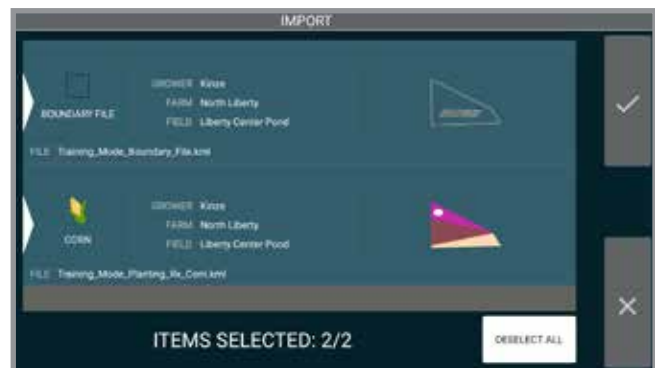 IMPORT
GROWER Kinze
BOUNDARY FILE
FARM North Liberty
FIELD Liberty Center Pond
FILE Training_Mode_Boundary_File.kml
GROWER Kinze
CORN
FARM North Liberty
FIELD Liberty Center Pond
FILE Training_Mode_Planting_Rx_Corn.kml
ITEMS SELECTED: 2/2
DESELECT ALL